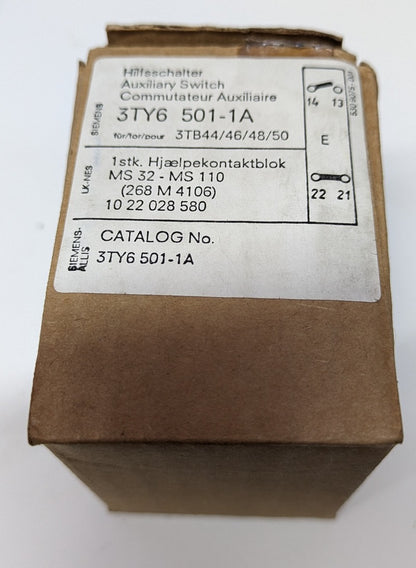 Hilfsschalter
Auxiliary Switch
Commutateur Auxiliaire
SIEMENS
3TY6 501-1A
für/for/pour 3TB44/46/48/50
14 13
E
22 21
LK-NES
1stk. Hjælpekontaktblok
MS 32 - MS 110
(268 M 4106)
10 22 028 580
SIEMENS-
ALLIS
CATALOG No.
3TY6 501-1A